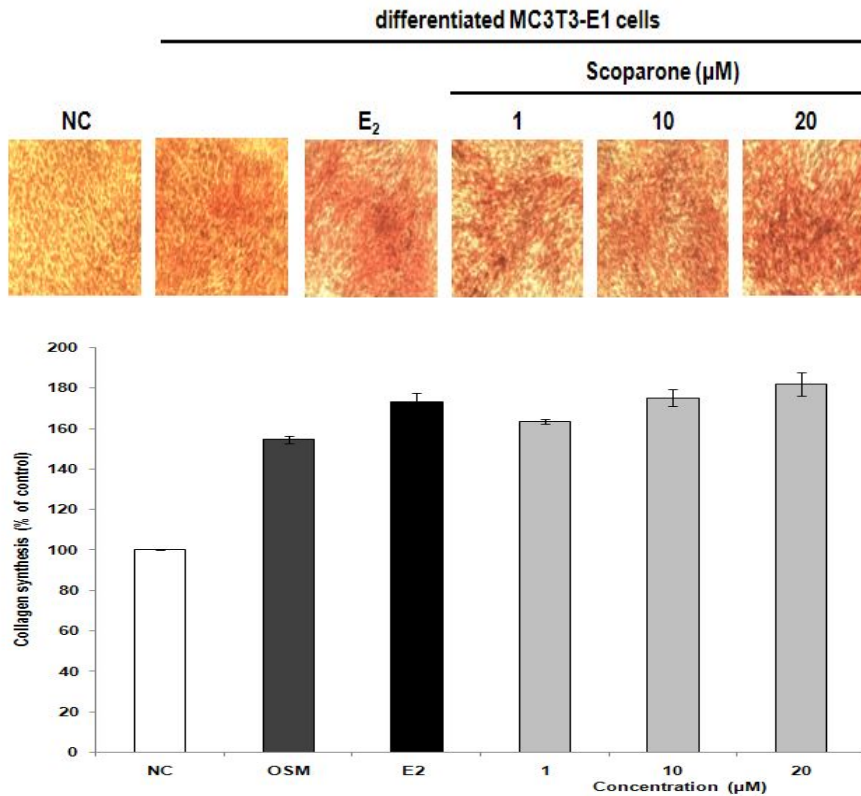 differentiated MC3T3-E1 cells
Scoparone (μM)
NC E₂ 1 10 20
200
180
160
140
120
100
80
60
40
20
0
Collagen synthesis (% of control)
NC OSM E2 1 10 20
Concentration (μM)